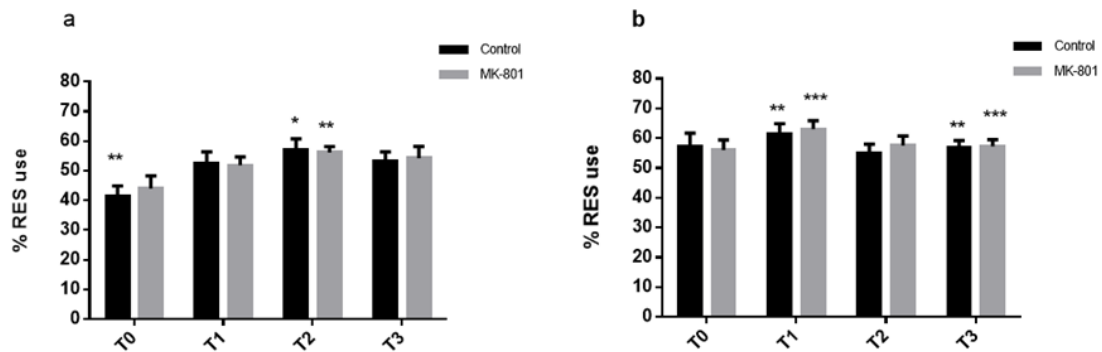 a
Control
MK-801
% RES use
80
70
60
50
40
30
20
10
0
**
*
**
T0
T1
T2
T3
b
Control
MK-801
% RES use
80
70
60
50
40
30
20
10
0
**
***
**
***
T0
T1
T2
T3